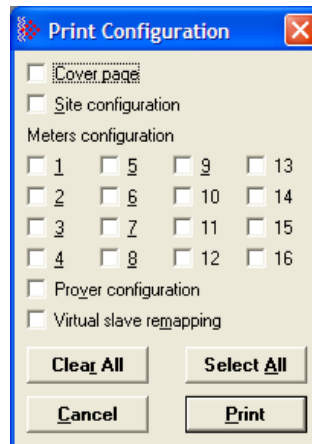 Print Configuration
Cover page
Site configuration
Meters configuration
1 5 9 13
2 6 10 14
3 7 11 15
4 8 12 16
Prover configuration
Virtual slave remapping
Clear All Select All
Cancel Print